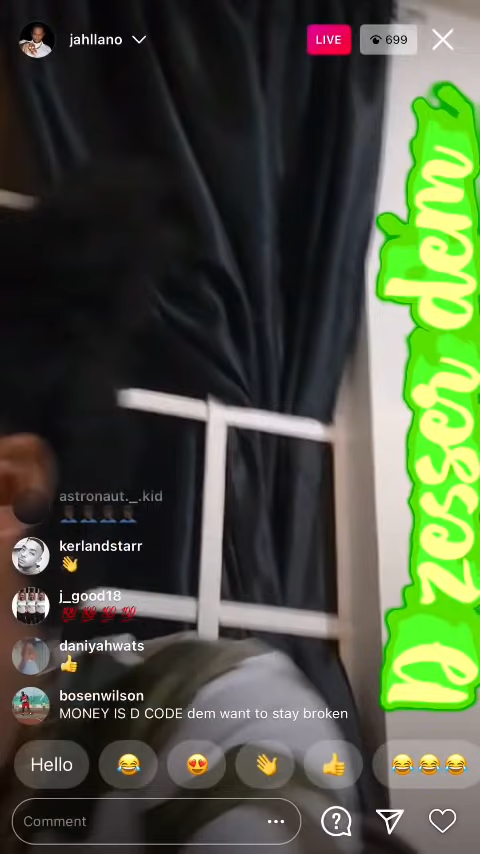 jahllano
LIVE
699
D zesser dem
astronaut._.kid
🤦🏿‍♂️🤦🏿‍♂️🤦🏿‍♂️🤦🏿‍♂️
kerlandstarr
👋
j_good18
💯💯💯💯
daniyahwats
👍
bosenwilson
MONEY IS D CODE dem want to stay broken
Hello 😂 😍 👋 👍 😂😂😂
Comment